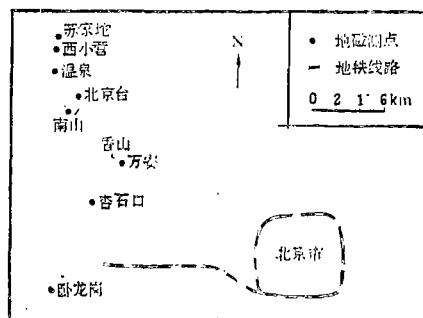 苏家坨
西小营
温泉
北京台
南山
香山
万安
杏石口
卧龙岗
北京市
N
地磁测点
地铁线路
0 2 1 6km